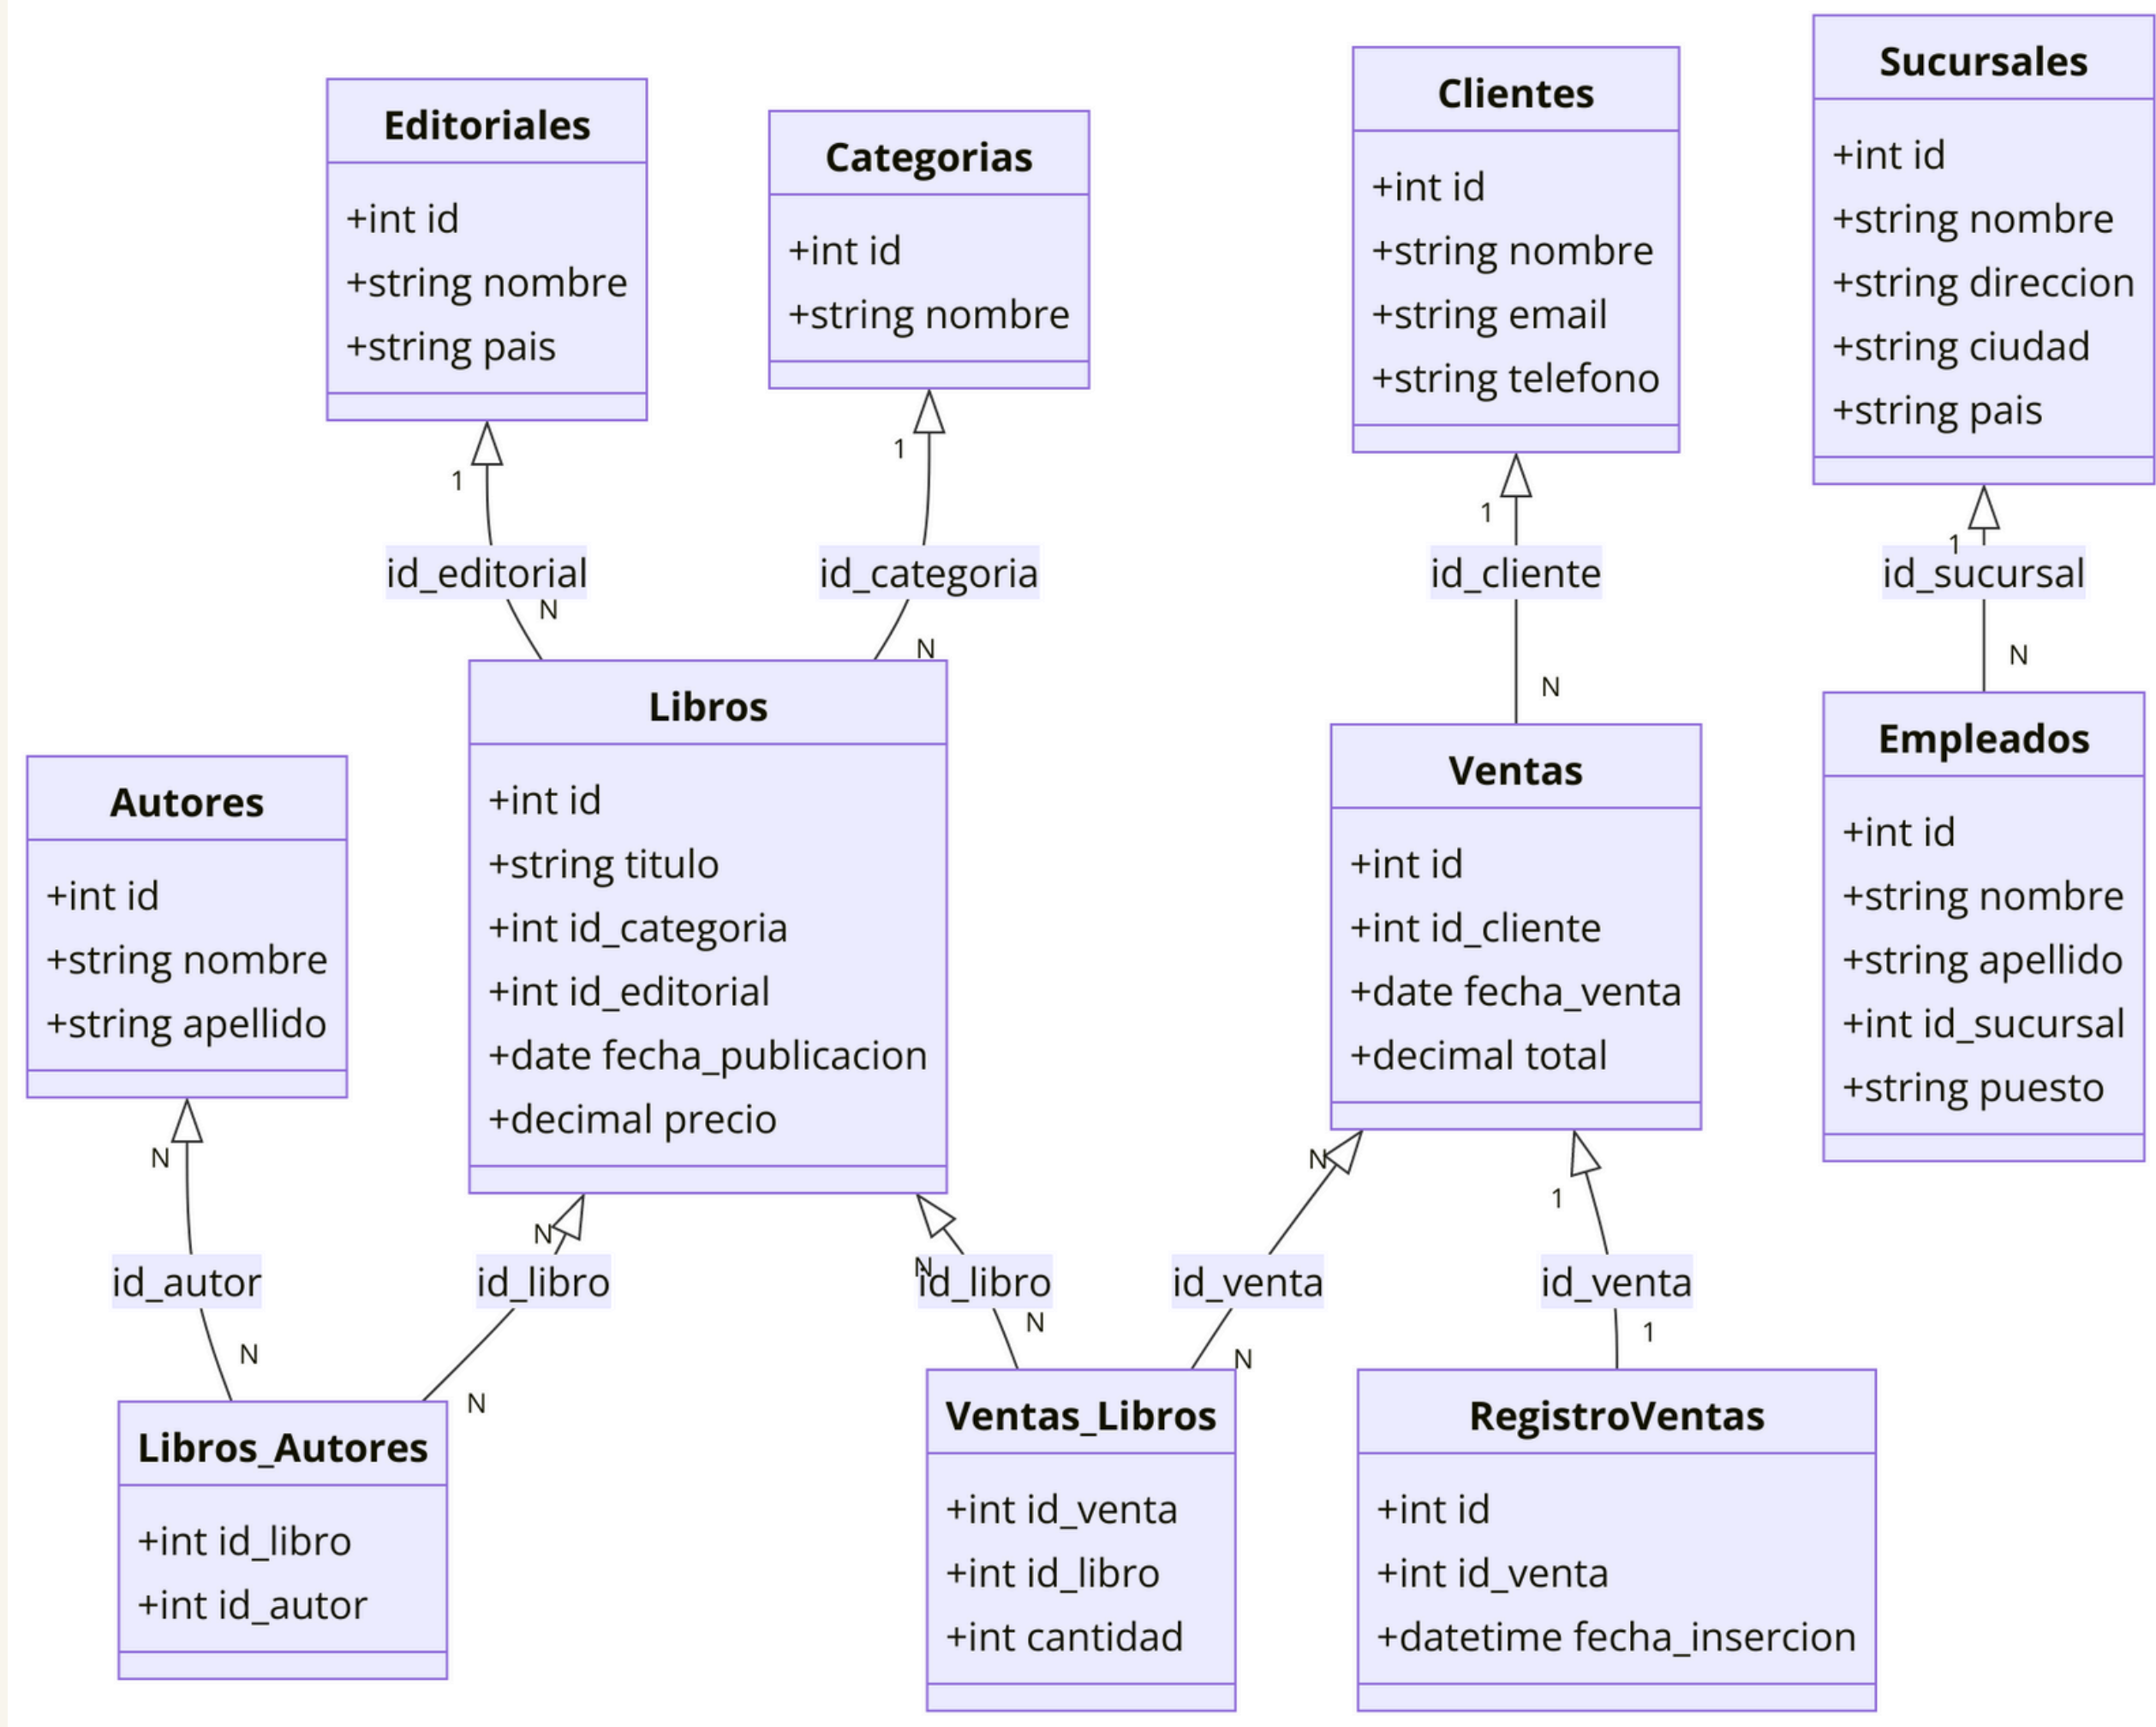 Editoriales
+int id
+string nombre
+string pais
Categorias
+int id
+string nombre
Clientes
+int id
+string nombre
+string email
+string telefono
Sucursales
+int id
+string nombre
+string direccion
+string ciudad
+string pais
1
id_editorial
N
1
id_categoria
N
1
id_cliente
N
1
id_sucursal
N
Autores
+int id
+string nombre
+string apellido
Libros
+int id
+string titulo
+int id_categoria
+int id_editorial
+date fecha_publicacion
+decimal precio
Ventas
+int id
+int id_cliente
+date fecha_venta
+decimal total
Empleados
+int id
+string nombre
+string apellido
+int id_sucursal
+string puesto
N
id_autor
N
N
id_libro
N
N
id_libro
N
N
id_venta
N
1
id_venta
1
Libros_Autores
+int id_libro
+int id_autor
Ventas_Libros
+int id_venta
+int id_libro
+int cantidad
RegistroVentas
+int id
+int id_venta
+datetime fecha_insercion